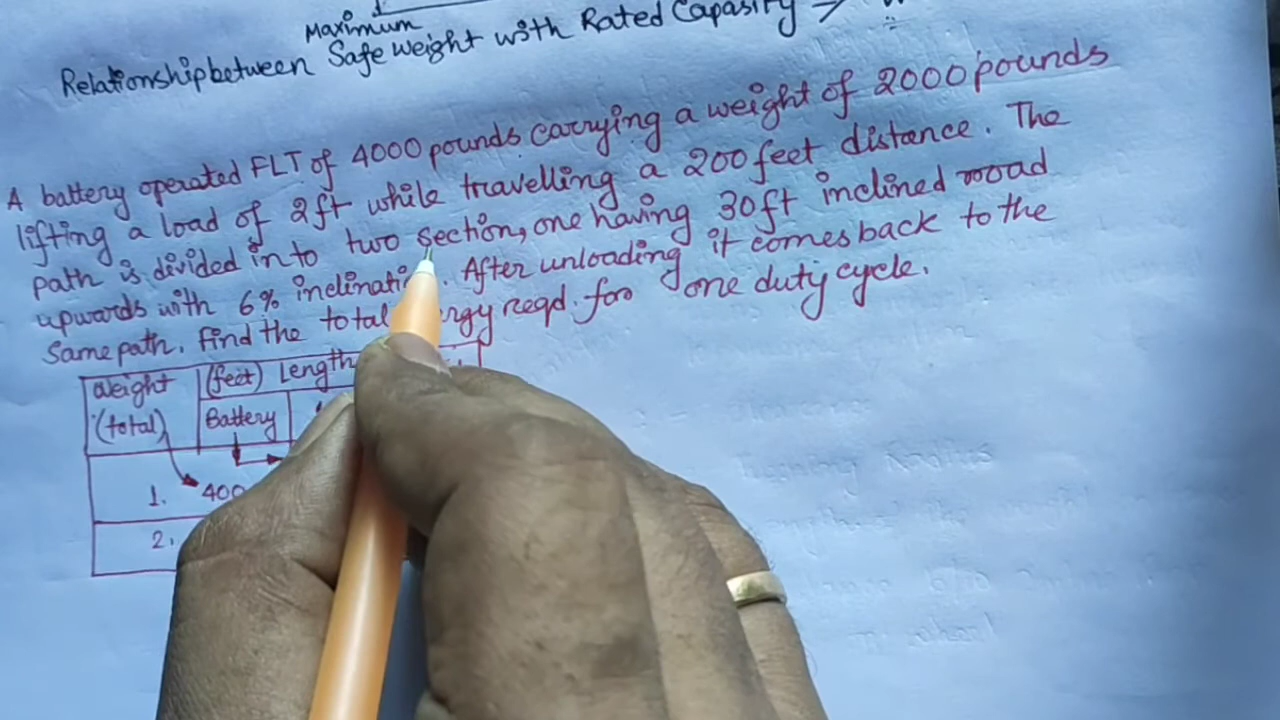 Maximum
Relationship between Safe Weight with Rated Capasity →
A battery operated FLT of 4000 pounds carrying a weight of 2000 pounds
lifting a load of 2ft while travelling a 200 feet distance. The
path is divided in to two section, one having 30ft inclined road
upwards with 6% inclinati . After unloading it comes back to the
Same path. Find the total ergy reqd. for one duty cycle.
Weight (feet) Length
(total) Battery
1. 400
2.